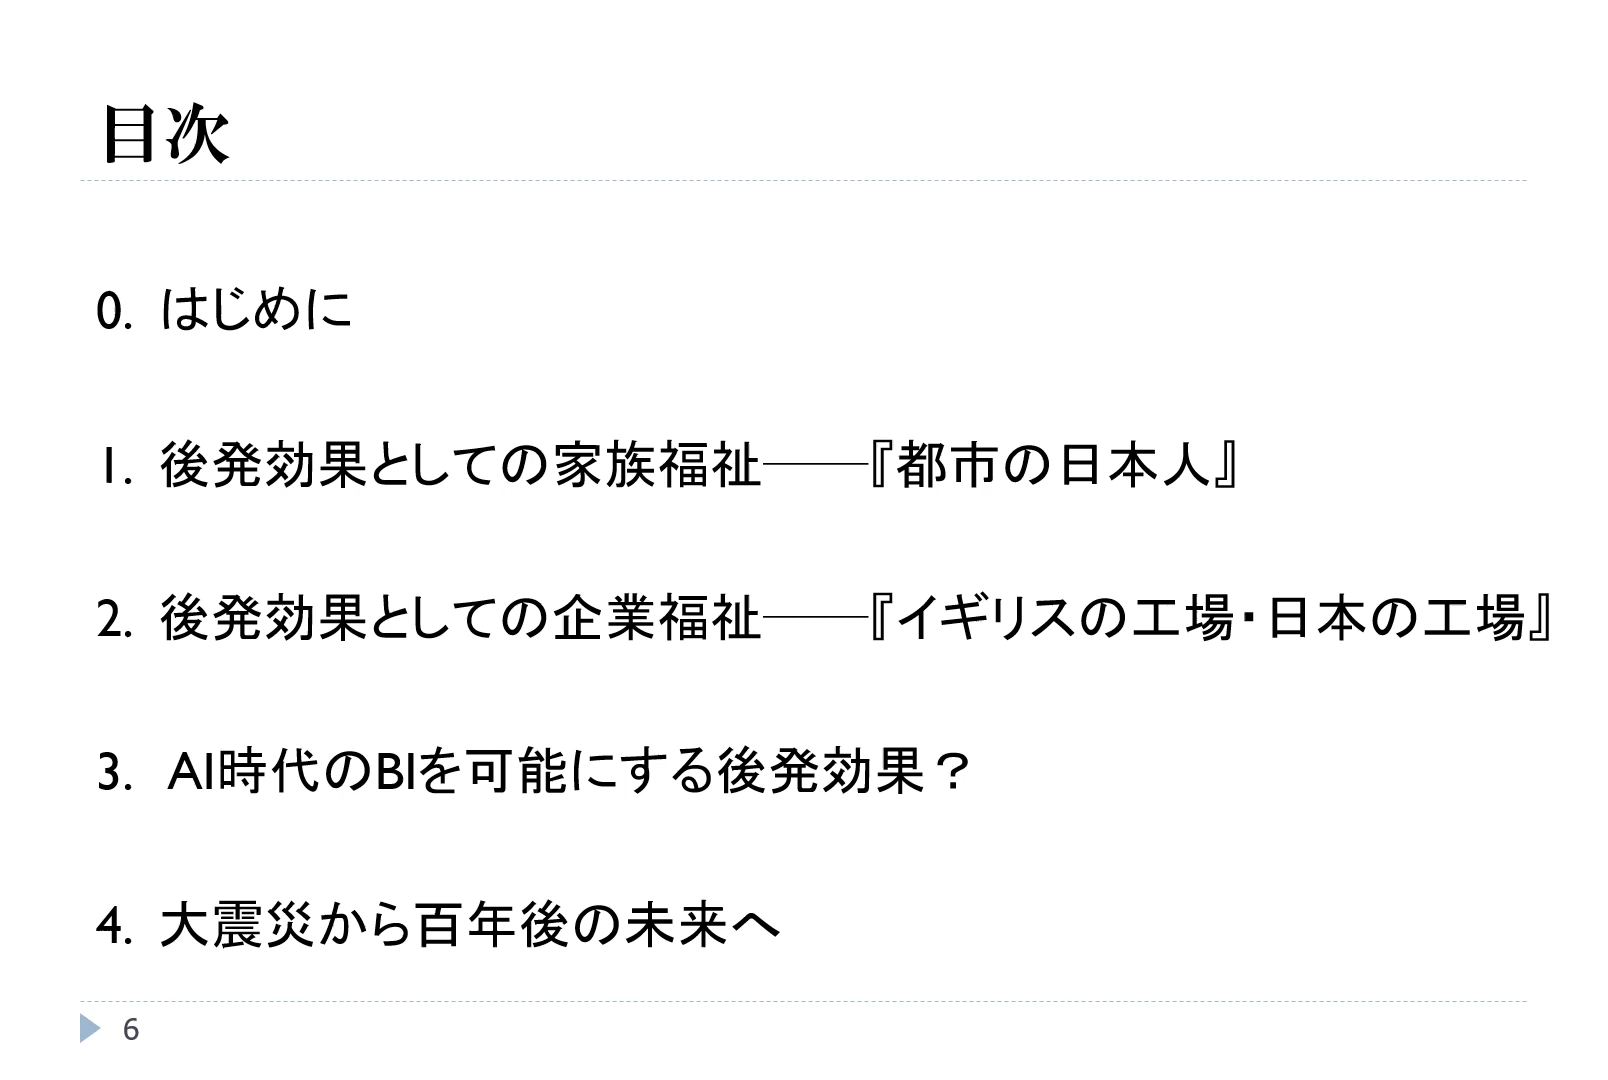 目次
0. はじめに
1. 後発効果としての家族福祉――『都市の日本人』
2. 後発効果としての企業福祉――『イギリスの工場・日本の工場』
3. AI時代のBIを可能にする後発効果？
4. 大震災から百年後の未来へ
6